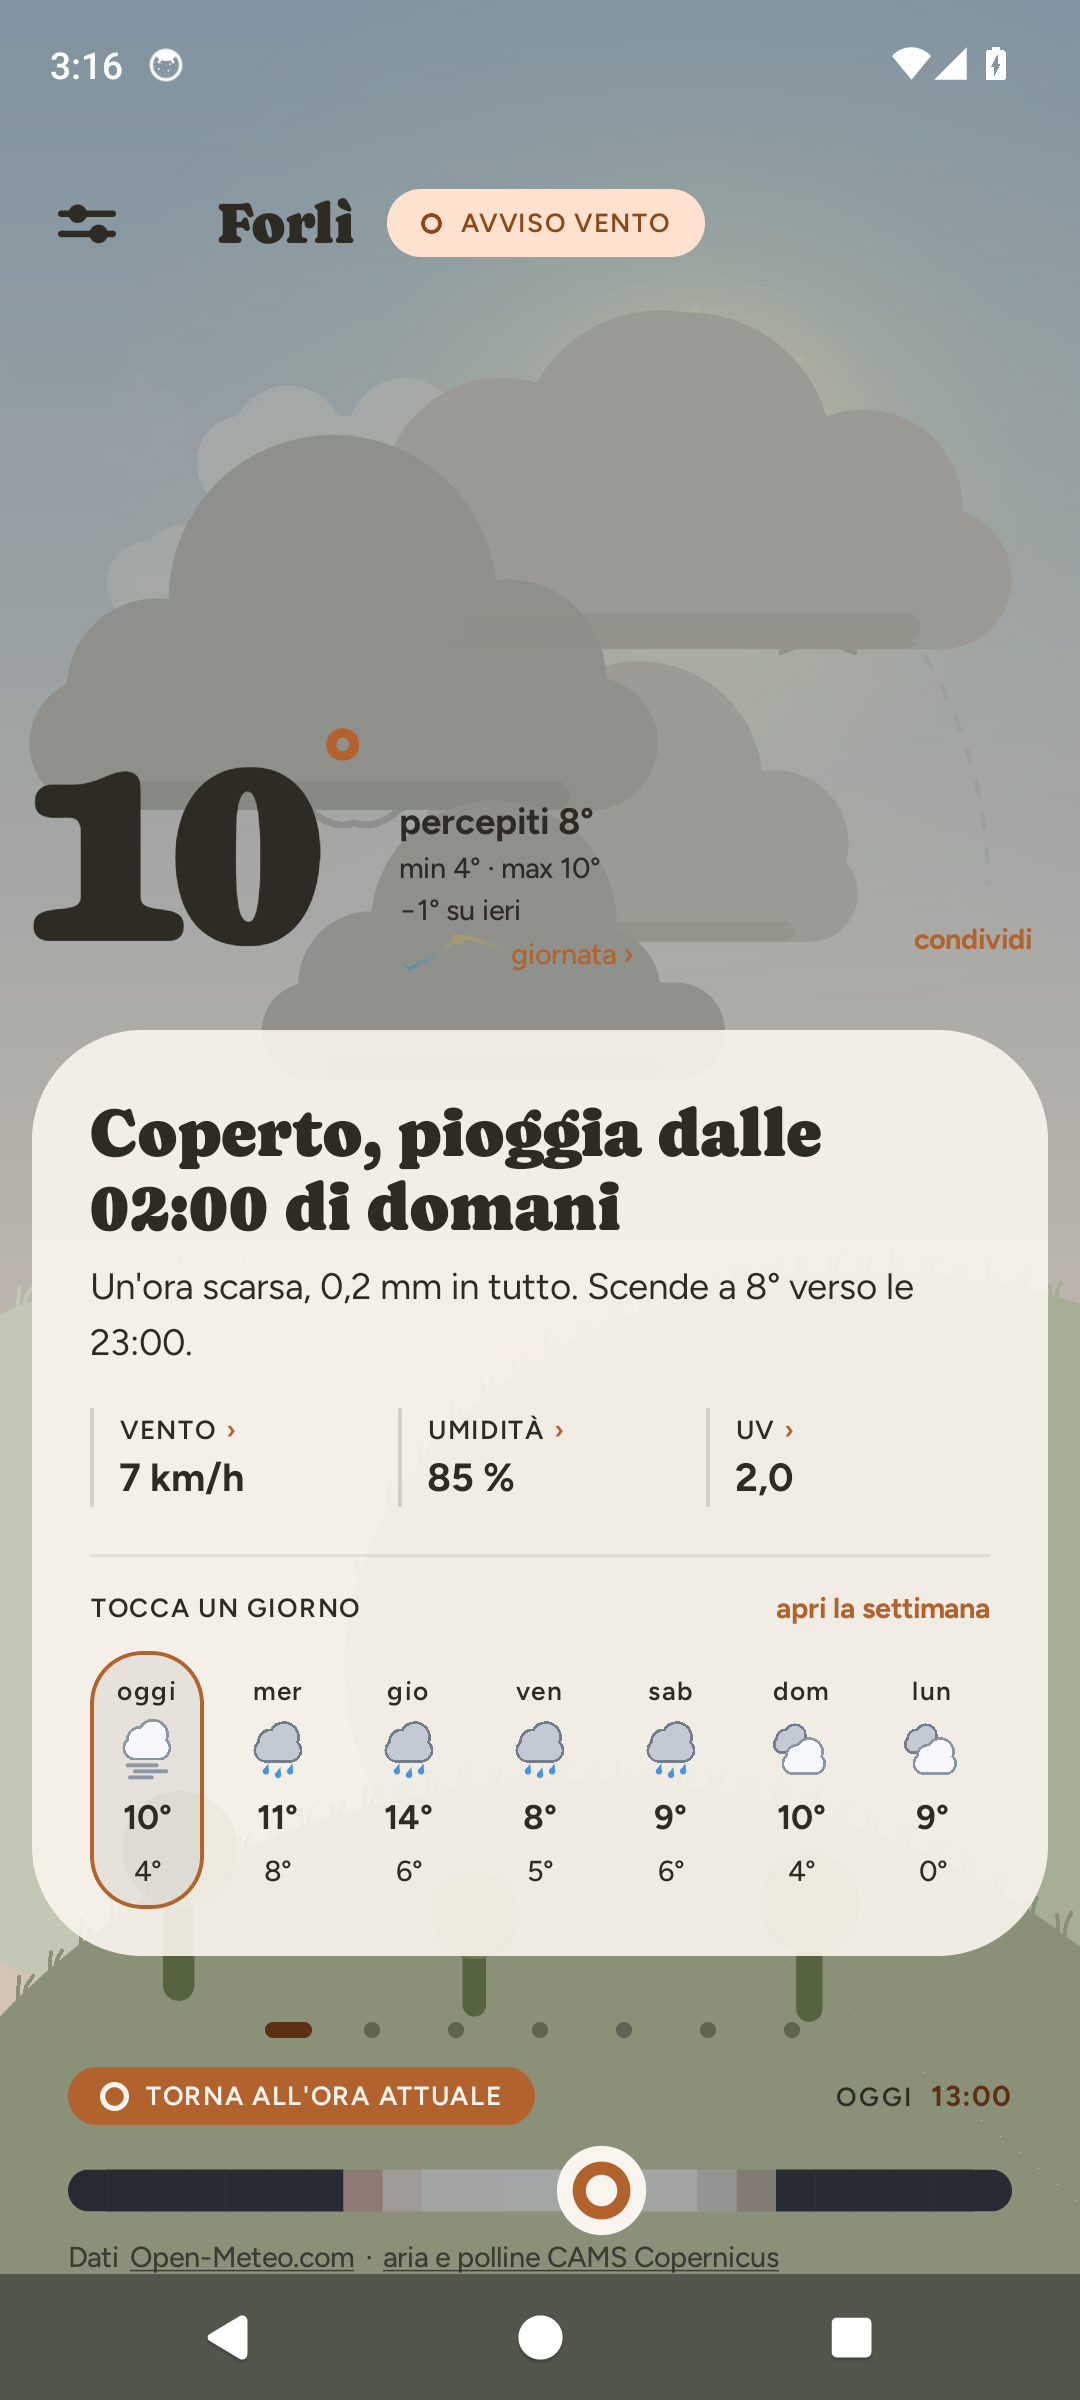 3:16
Forlì
AVVISO VENTO
10°
percepiti 8°
min 4° · max 10°
−1° su ieri
giornata ›
condividi
Coperto, pioggia dalle
02:00 di domani
Un'ora scarsa, 0,2 mm in tutto. Scende a 8° verso le
23:00.
VENTO › UMIDITÀ › UV ›
7 km/h 85 % 2,0
TOCCA UN GIORNO apri la settimana
oggi mer gio ven sab dom lun
10° 11° 14° 8° 9° 10° 9°
4° 8° 6° 5° 6° 4° 0°
TORNA ALL'ORA ATTUALE OGGI 13:00
Dati Open-Meteo.com · aria e polline CAMS Copernicus